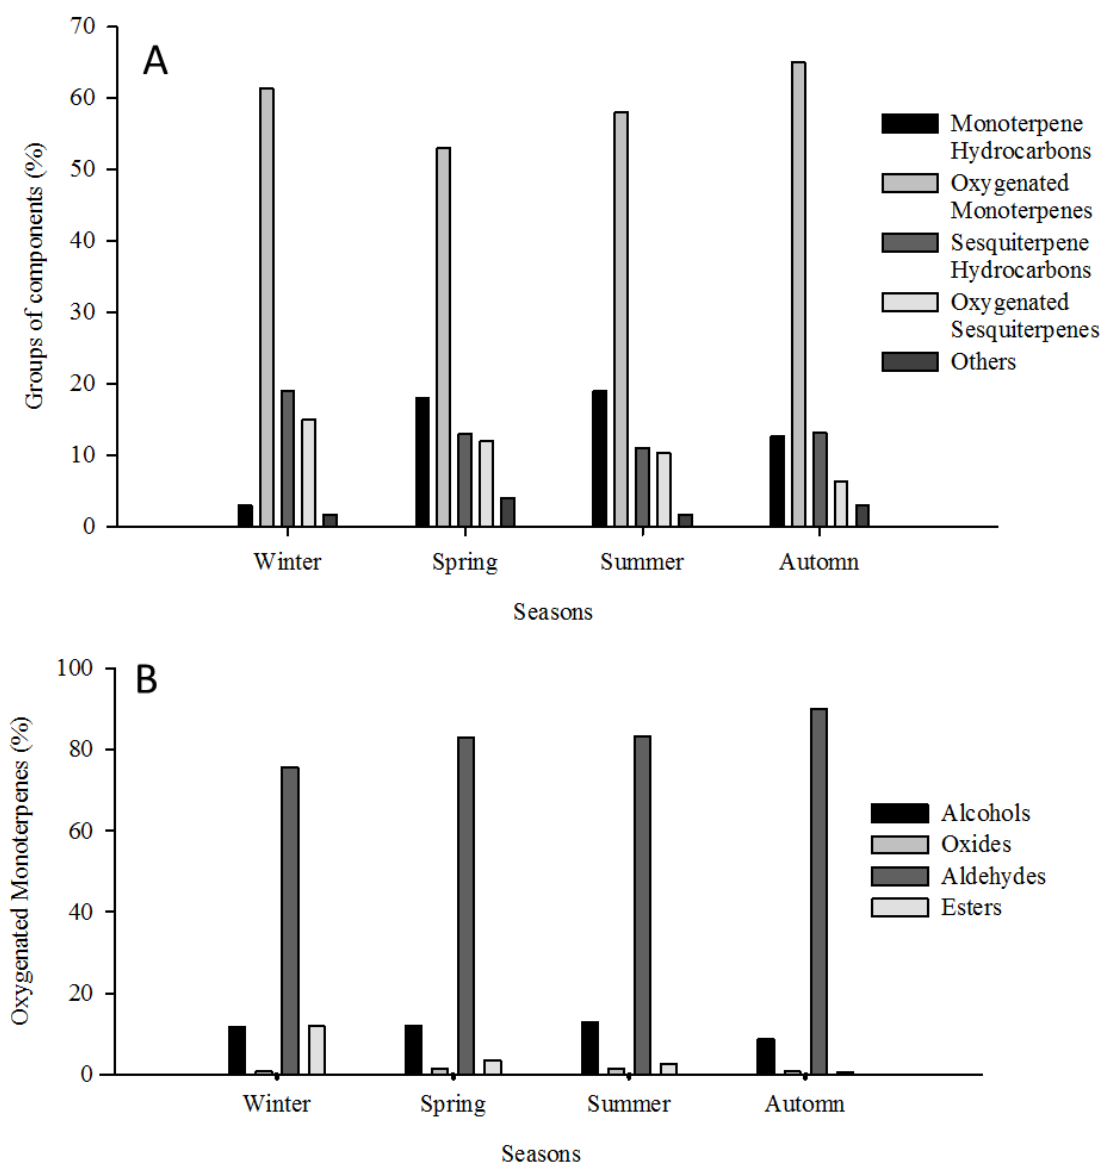 A
Groups of components (%)
70
60
50
40
30
20
10
0
Winter
Spring
Summer
Automn
Seasons
Monoterpene
Hydrocarbons
Oxygenated
Monoterpenes
Sesquiterpene
Hydrocarbons
Oxygenated
Sesquiterpenes
Others
B
Oxygenated Monoterpenes (%)
100
80
60
40
20
0
Winter
Spring
Summer
Automn
Seasons
Alcohols
Oxides
Aldehydes
Esters